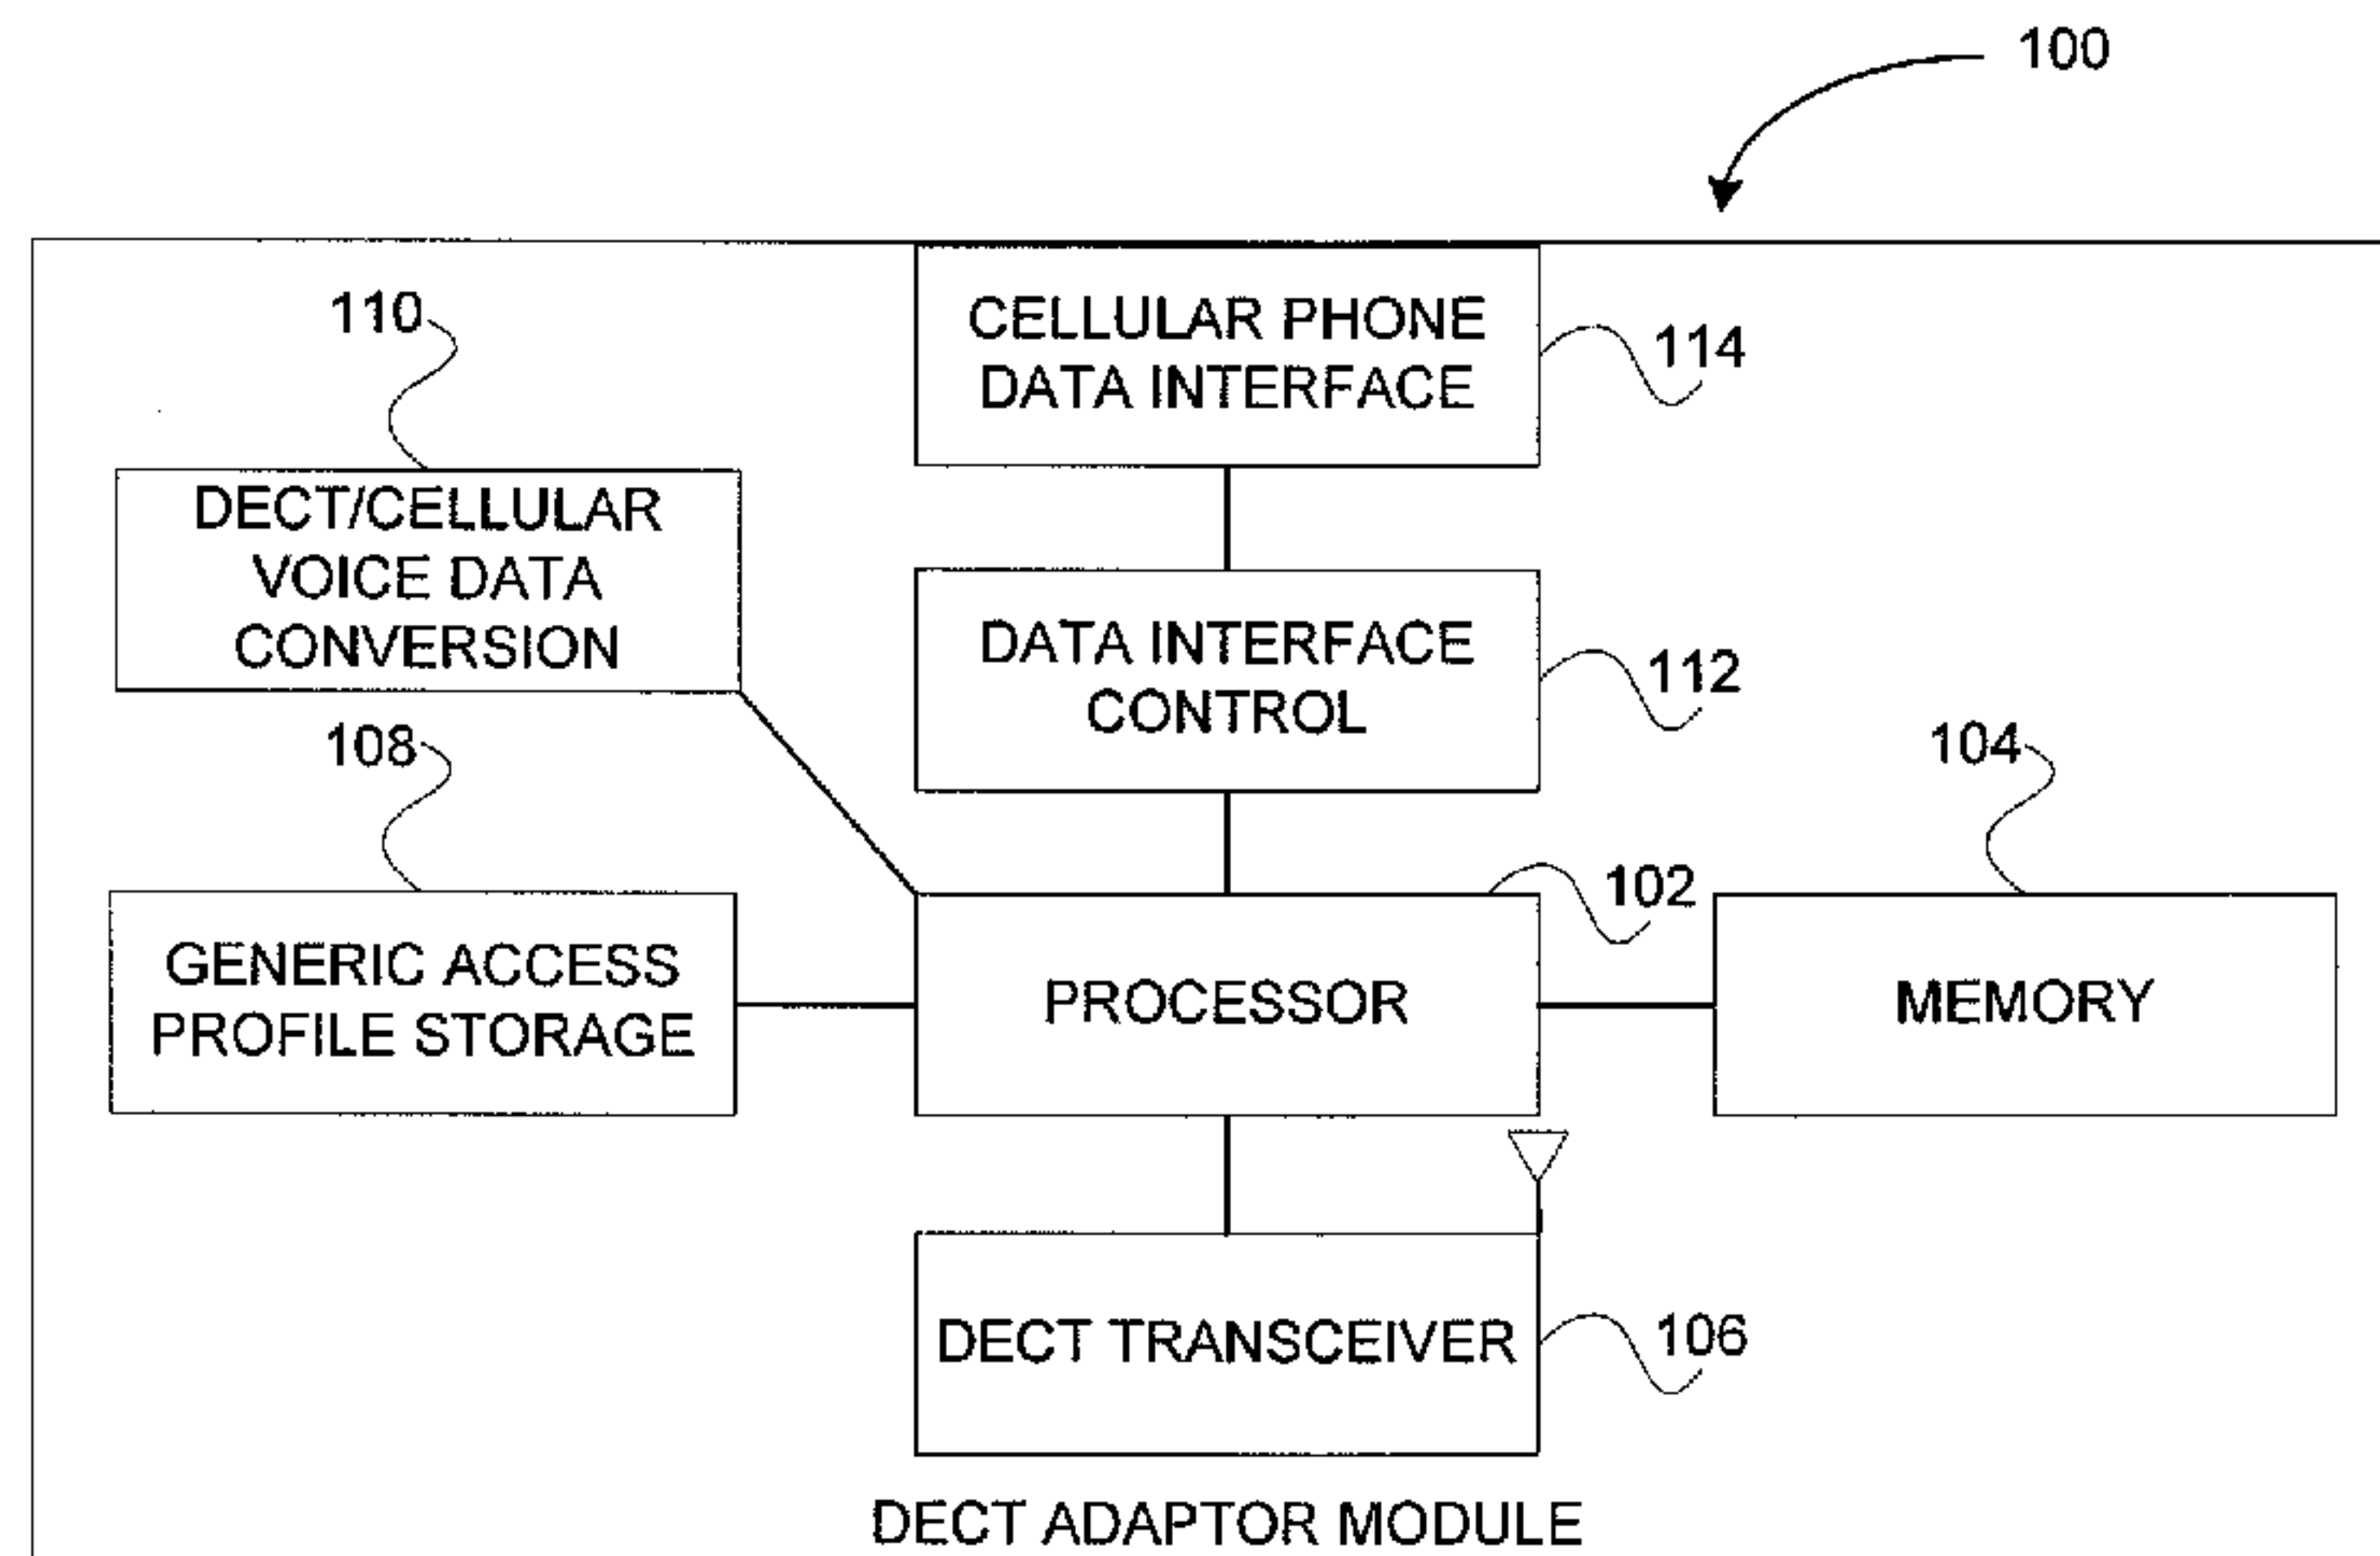 100
CELLULAR PHONE
DATA INTERFACE
114
110
DECT/CELLULAR
VOICE DATA
CONVERSION
DATA INTERFACE
CONTROL
112
108
104
102
GENERIC ACCESS
PROFILE STORAGE
PROCESSOR
MEMORY
DECT TRANSCEIVER
106
DECT ADAPTOR MODULE